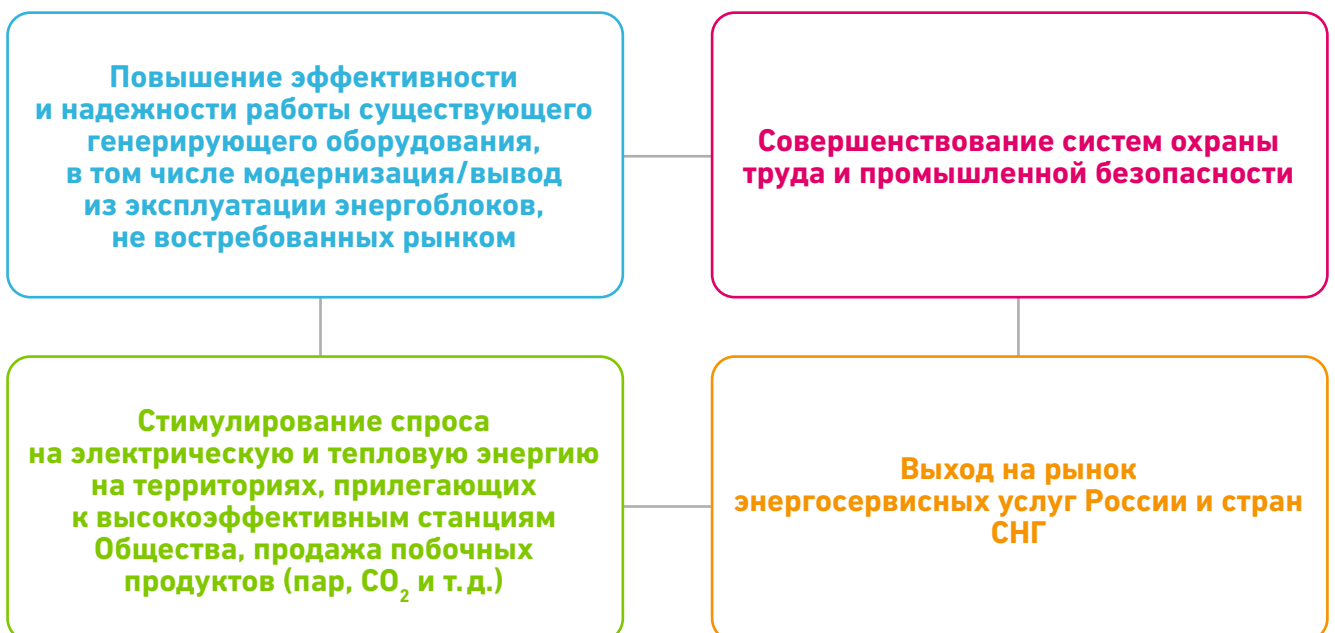 Повышение эффективности
и надежности работы существующего
генерирующего оборудования,
в том числе модернизация/вывод
из эксплуатации энергоблоков,
не востребованных рынком
Совершенствование систем охраны
труда и промышленной безопасности
Стимулирование спроса
на электрическую и тепловую энергию
на территориях, прилегающих
к высокоэффективным станциям
Общества, продажа побочных
продуктов (пар, CO₂ и т. д.)
Выход на рынок
энергосервисных услуг России и стран
СНГ